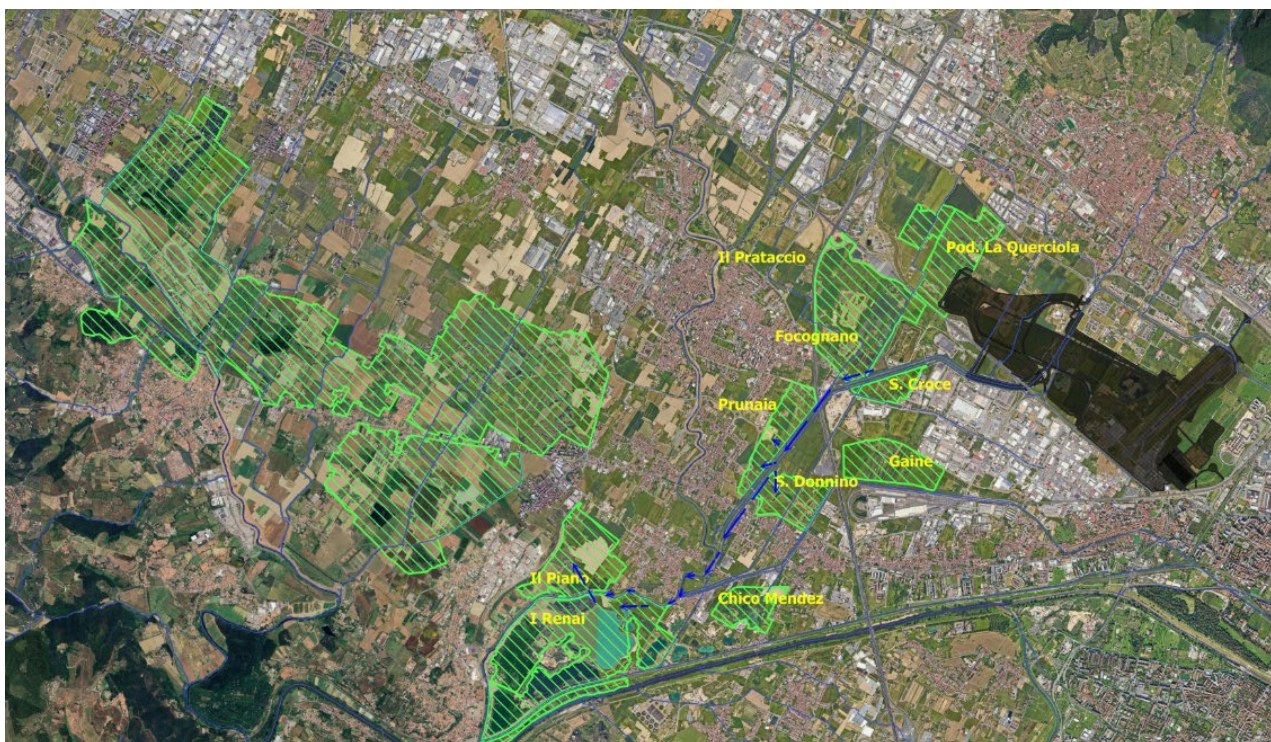 Pod. La Querciola
Il Prataccio
Focognano
S. Croce
Prunaia
Gaine
S. Donnino
Il Piano
Chico Mendez
I Renai